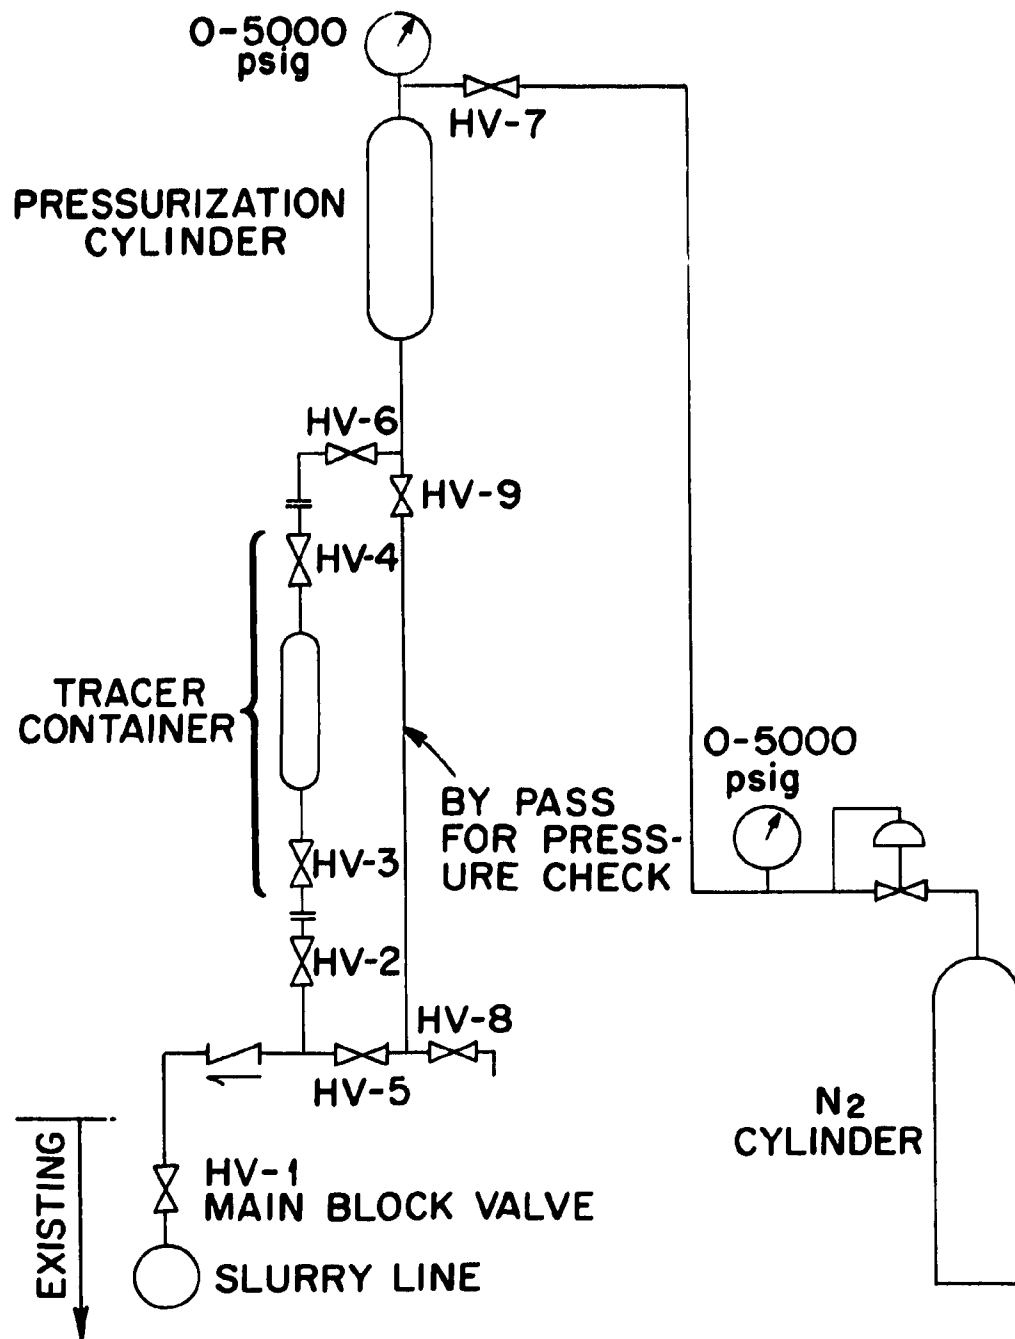 0-5000
psig
HV-7
PRESSURIZATION
CYLINDER
HV-6
HV-9
HV-4
TRACER
CONTAINER
0-5000
psig
BY PASS
FOR PRESS-
URE CHECK
HV-3
HV-2
HV-8
HV-5
N2
CYLINDER
EXISTING
HV-1
MAIN BLOCK VALVE
SLURRY LINE